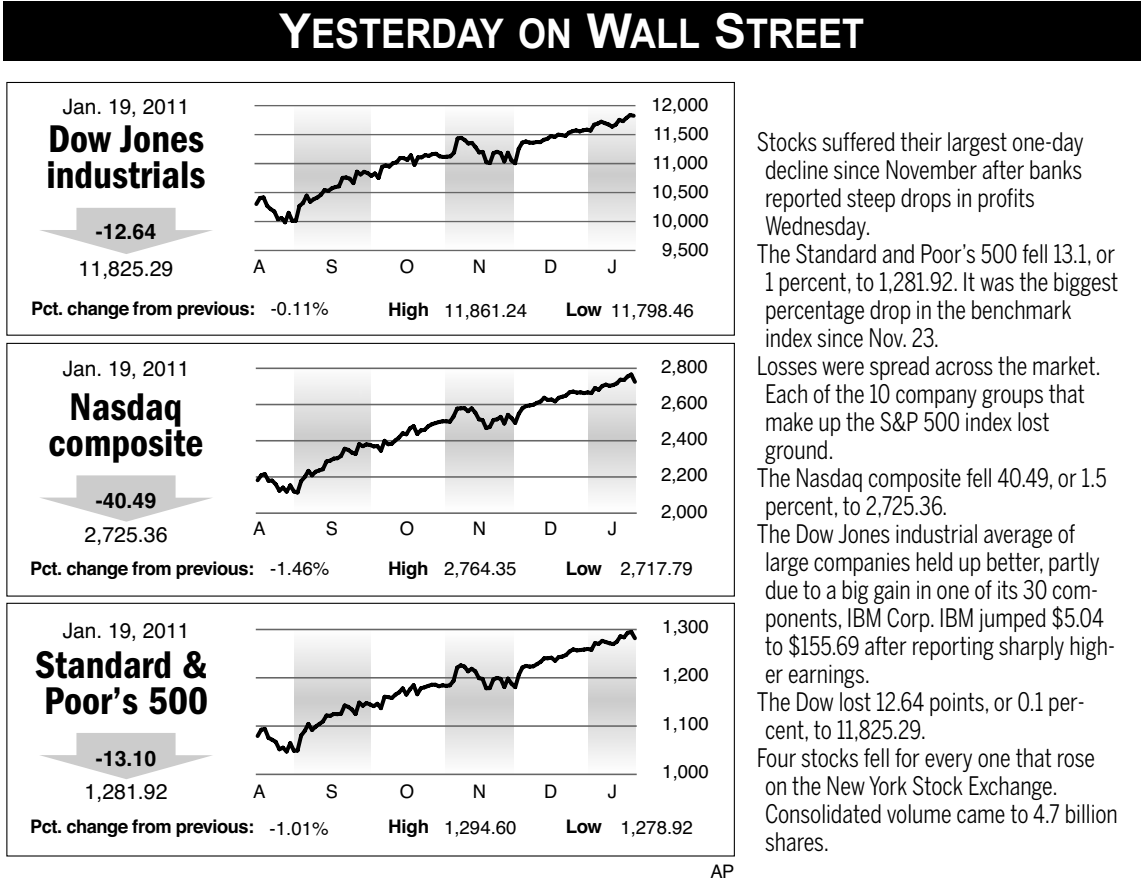 YESTERDAY ON WALL STREET
Jan. 19, 2011
Dow Jones
industrials
-12.64
11,825.29
12,000
11,500
11,000
10,500
10,000
9,500
A S O N D J
Pct. change from previous: -0.11% High 11,861.24 Low 11,798.46
Jan. 19, 2011
Nasdaq
composite
-40.49
2,725.36
2,800
2,600
2,400
2,200
2,000
A S O N D J
Pct. change from previous: -1.46% High 2,764.35 Low 2,717.79
Jan. 19, 2011
Standard &
Poor's 500
-13.10
1,281.92
1,300
1,200
1,100
1,000
A S O N D J
Pct. change from previous: -1.01% High 1,294.60 Low 1,278.92
AP
Stocks suffered their largest one-day
decline since November after banks
reported steep drops in profits
Wednesday.
The Standard and Poor's 500 fell 13.1, or
1 percent, to 1,281.92. It was the biggest
percentage drop in the benchmark
index since Nov. 23.
Losses were spread across the market.
Each of the 10 company groups that
make up the S&P 500 index lost
ground.
The Nasdaq composite fell 40.49, or 1.5
percent, to 2,725.36.
The Dow Jones industrial average of
large companies held up better, partly
due to a big gain in one of its 30 com-
ponents, IBM Corp. IBM jumped $5.04
to $155.69 after reporting sharply high-
er earnings.
The Dow lost 12.64 points, or 0.1 per-
cent, to 11,825.29.
Four stocks fell for every one that rose
on the New York Stock Exchange.
Consolidated volume came to 4.7 billion
shares.